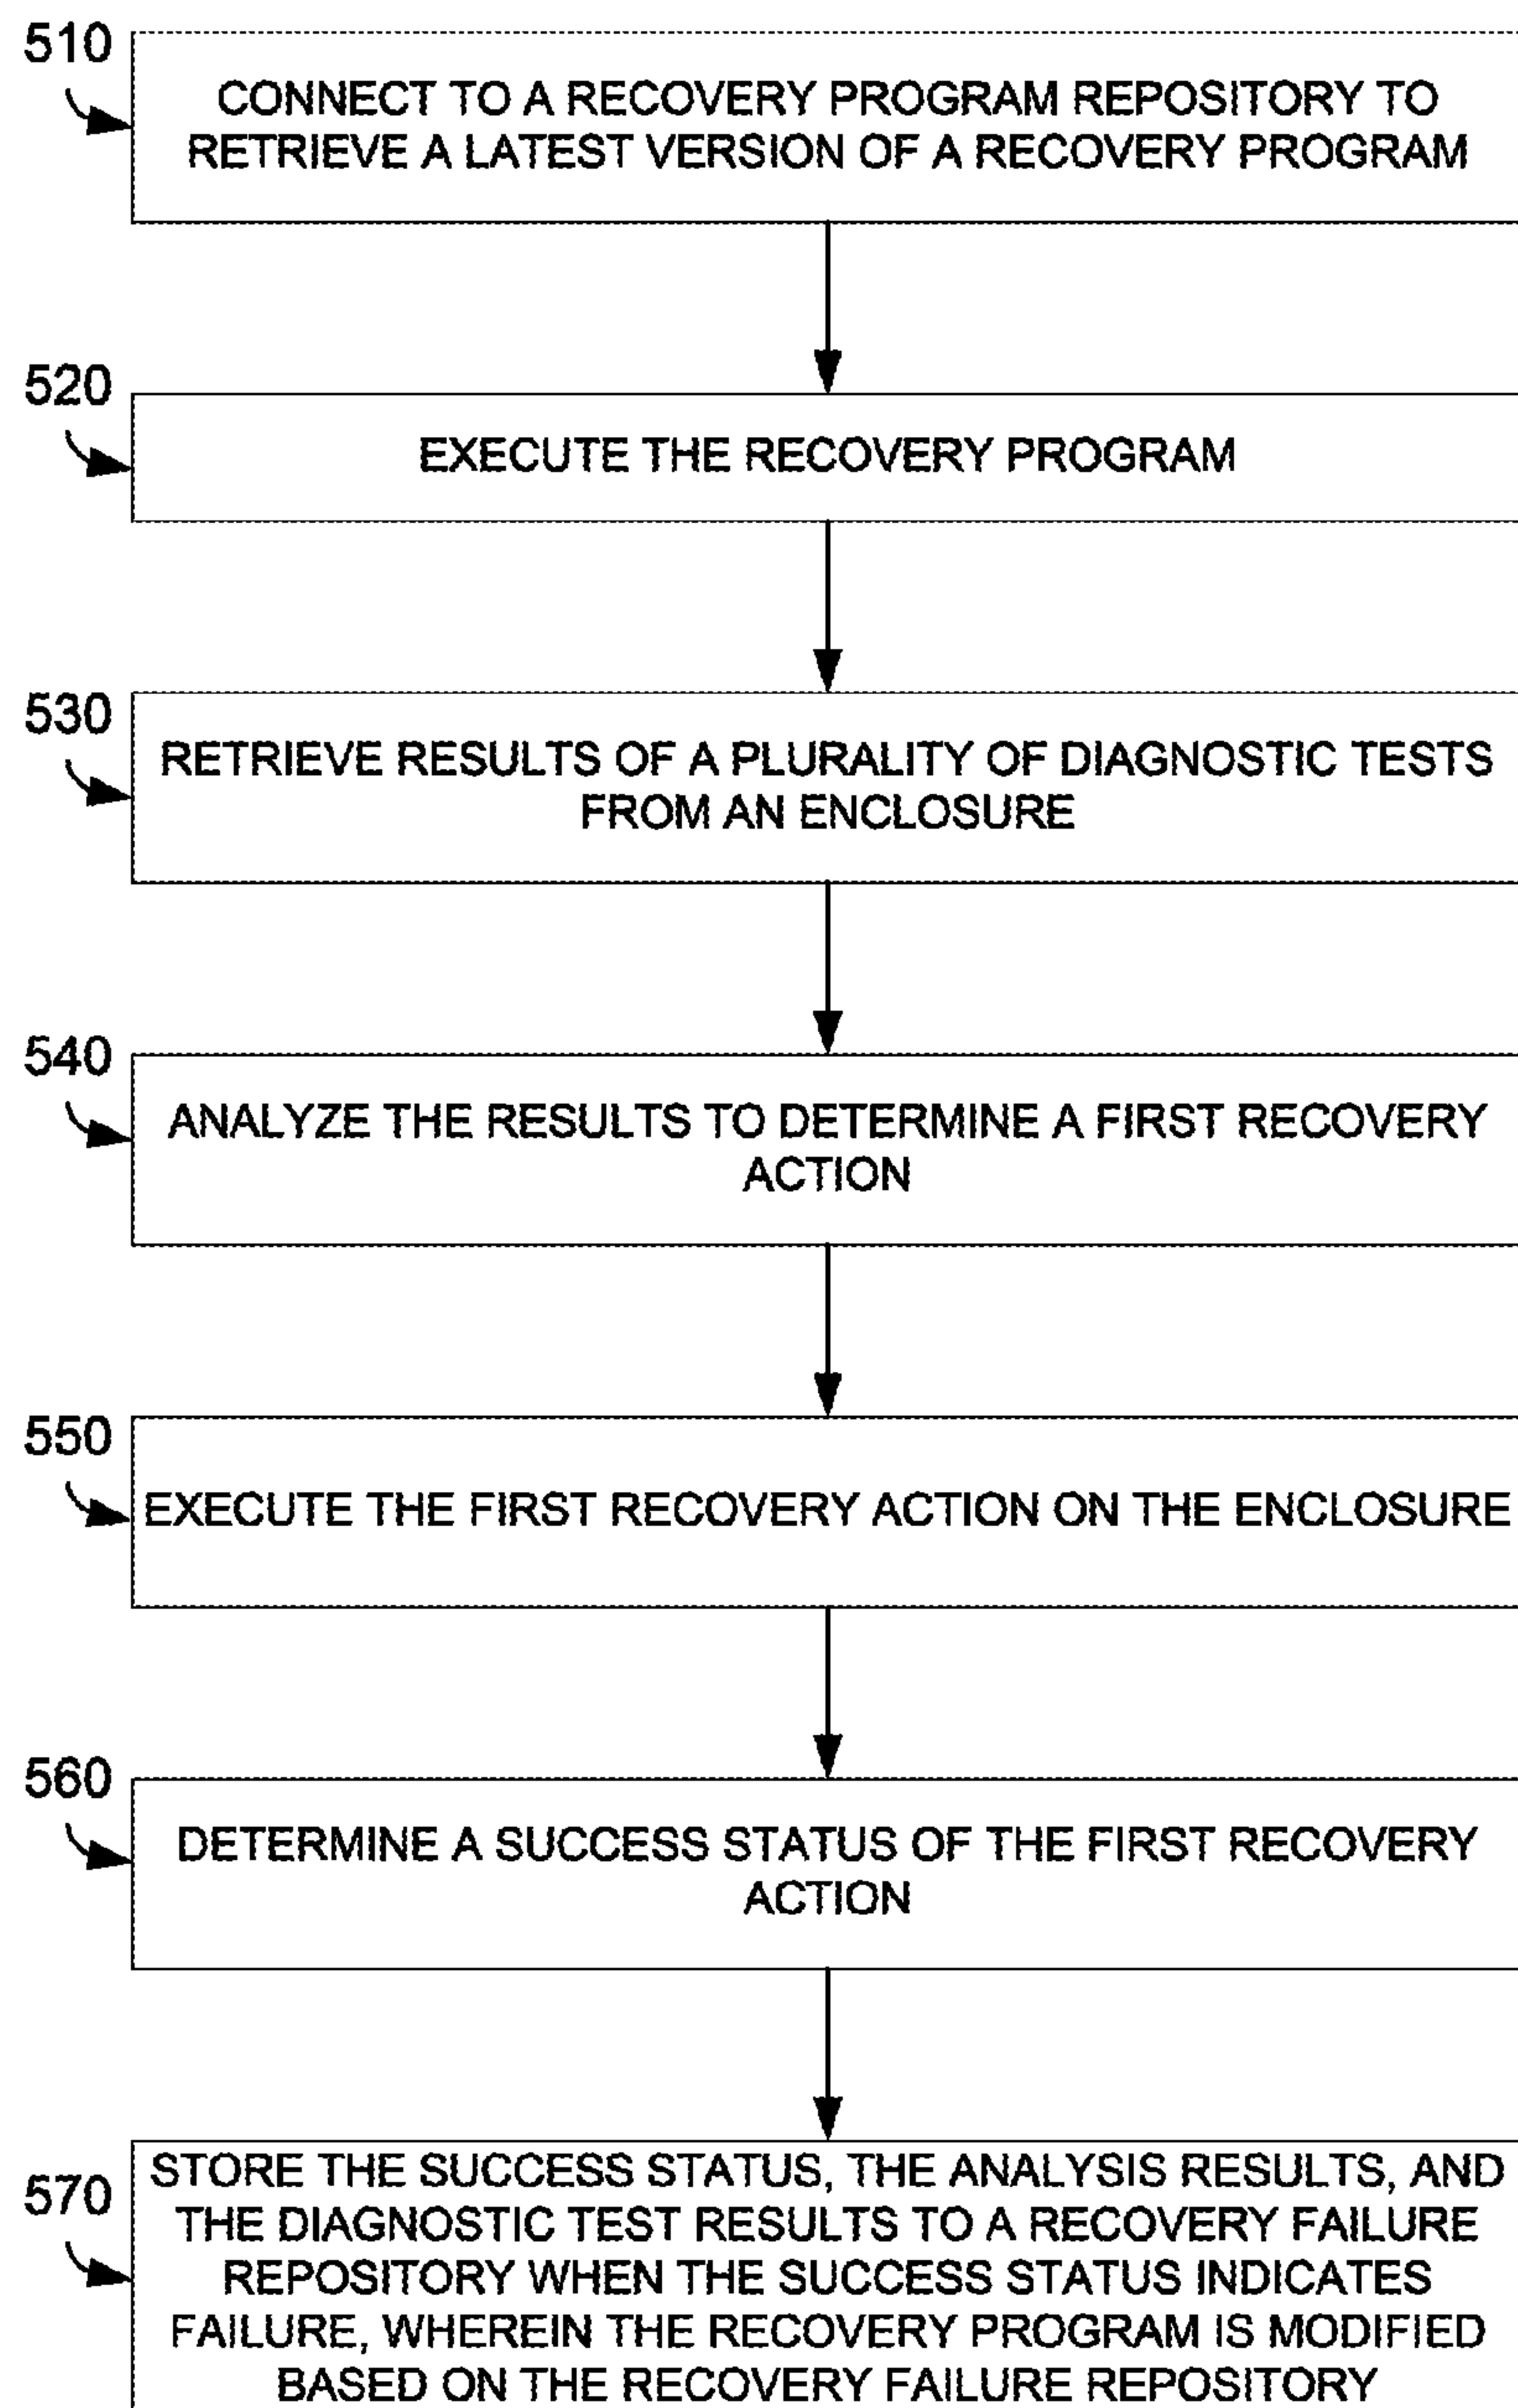 510
CONNECT TO A RECOVERY PROGRAM REPOSITORY TO
RETRIEVE A LATEST VERSION OF A RECOVERY PROGRAM
520
EXECUTE THE RECOVERY PROGRAM
530
RETRIEVE RESULTS OF A PLURALITY OF DIAGNOSTIC TESTS
FROM AN ENCLOSURE
540
ANALYZE THE RESULTS TO DETERMINE A FIRST RECOVERY
ACTION
550
EXECUTE THE FIRST RECOVERY ACTION ON THE ENCLOSURE
560
DETERMINE A SUCCESS STATUS OF THE FIRST RECOVERY
ACTION
570
STORE THE SUCCESS STATUS, THE ANALYSIS RESULTS, AND
THE DIAGNOSTIC TEST RESULTS TO A RECOVERY FAILURE
REPOSITORY WHEN THE SUCCESS STATUS INDICATES
FAILURE, WHEREIN THE RECOVERY PROGRAM IS MODIFIED
BASED ON THE RECOVERY FAILURE REPOSITORY